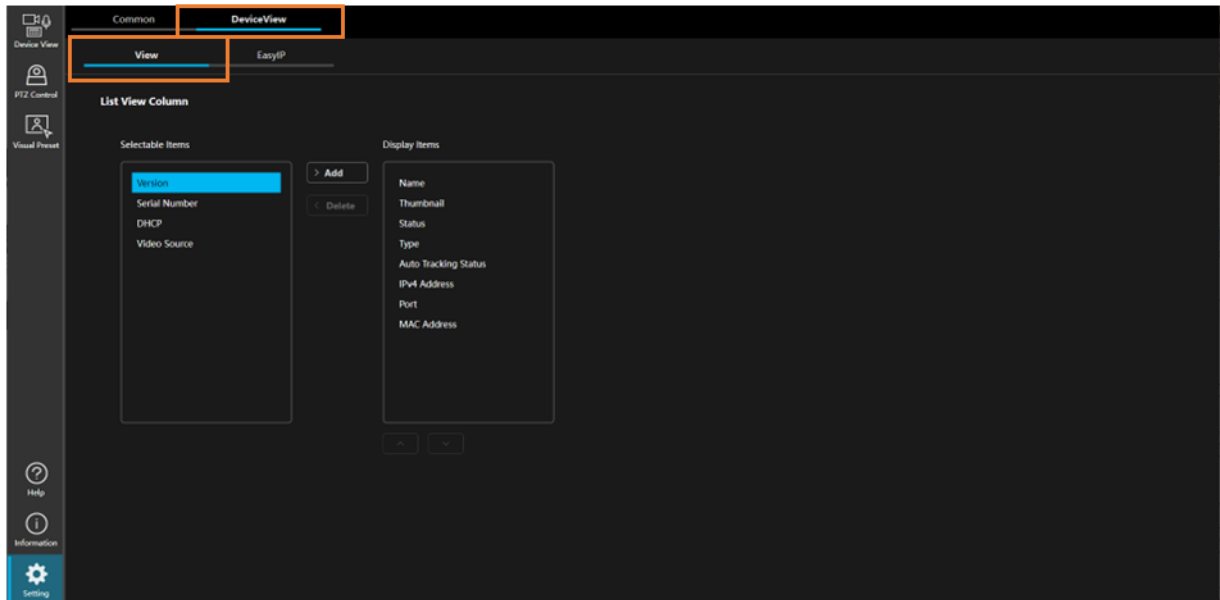 Common
DeviceView
Device View
View
EasyIP
PTZ Control
List View Column
Visual Preset
Selectable Items
Display Items
Version
Serial Number
DHCP
Video Source
> Add
< Delete
Name
Thumbnail
Status
Type
Auto Tracking Status
IPv4 Address
Port
MAC Address
Help
Information
Setting